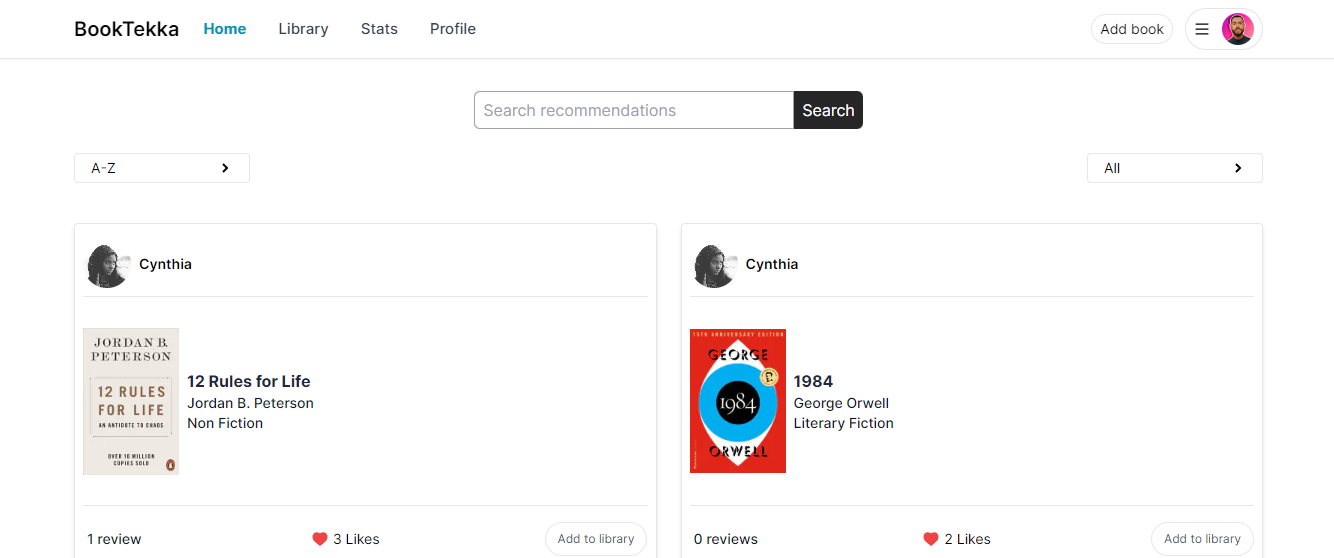 BookTekka Home Library Stats Profile Add book
Search recommendations Search
A-Z All
Cynthia
JORDAN B.
PETERSON
12 RULES
FOR LIFE
AN ANTIDOTE TO CHAOS
OVER 10 MILLION
COPIES SOLD
12 Rules for Life
Jordan B. Peterson
Non Fiction
1 review 3 Likes Add to library
Cynthia
75TH ANNIVERSARY EDITION
GEORGE
1984
ORWELL
1984
George Orwell
Literary Fiction
0 reviews 2 Likes Add to library